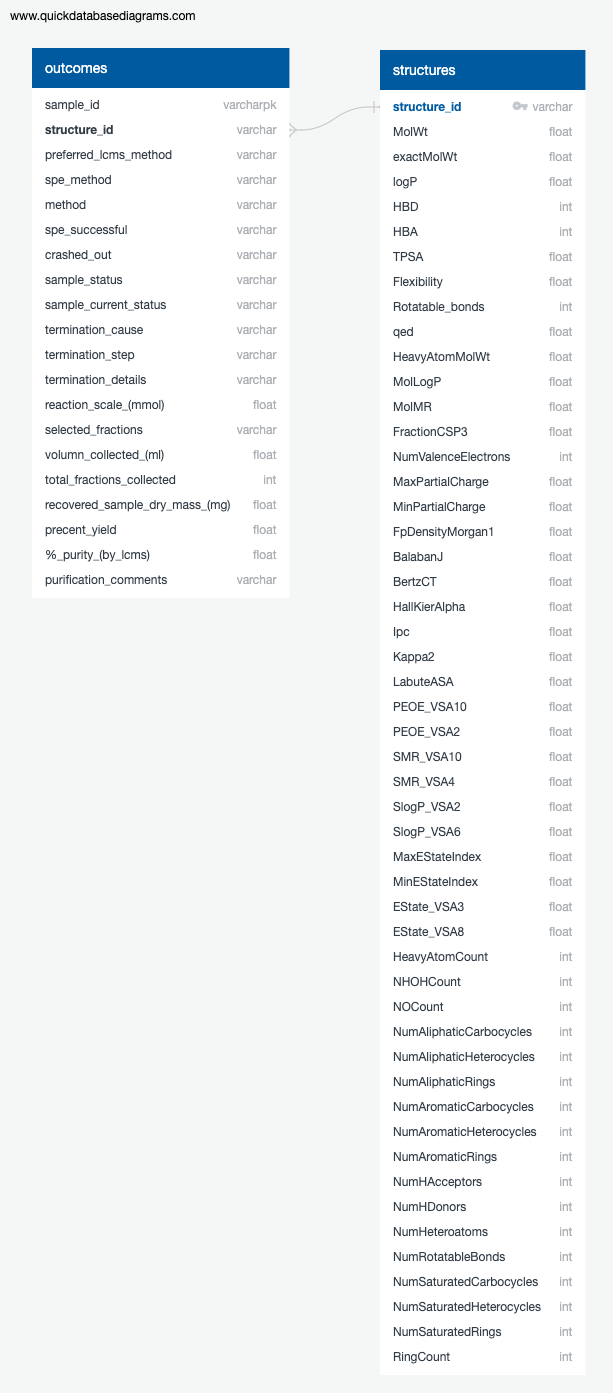 www.quickdatabasediagrams.com
outcomes
sample_id varcharpk
structure_id varchar
preferred_lcms_method varchar
spe_method varchar
method varchar
spe_successful varchar
crashed_out varchar
sample_status varchar
sample_current_status varchar
termination_cause varchar
termination_step varchar
termination_details varchar
reaction_scale_(mmol) float
selected_fractions varchar
volumn_collected_(ml) float
total_fractions_collected int
recovered_sample_dry_mass_(mg) float
precent_yield float
%_purity_(by_lcms) float
purification_comments varchar
structures
structure_id varchar
MolWt float
exactMolWt float
logP float
HBD int
HBA int
TPSA float
Flexibility float
Rotatable_bonds int
qed float
HeavyAtomMolWt float
MolLogP float
MolMR float
FractionCSP3 float
NumValenceElectrons int
MaxPartialCharge float
MinPartialCharge float
FpDensityMorgan1 float
BalabanJ float
BertzCT float
HallKierAlpha float
Ipc float
Kappa2 float
LabuteASA float
PEOE_VSA10 float
PEOE_VSA2 float
SMR_VSA10 float
SMR_VSA4 float
SlogP_VSA2 float
SlogP_VSA6 float
MaxEStateIndex float
MinEStateIndex float
EState_VSA3 float
EState_VSA8 float
HeavyAtomCount int
NHOHCount int
NOCount int
NumAliphaticCarbocycles int
NumAliphaticHeterocycles int
NumAliphaticRings int
NumAromaticCarbocycles int
NumAromaticHeterocycles int
NumAromaticRings int
NumHAcceptors int
NumHDonors int
NumHeteroatoms int
NumRotatableBonds int
NumSaturatedCarbocycles int
NumSaturatedHeterocycles int
NumSaturatedRings int
RingCount int